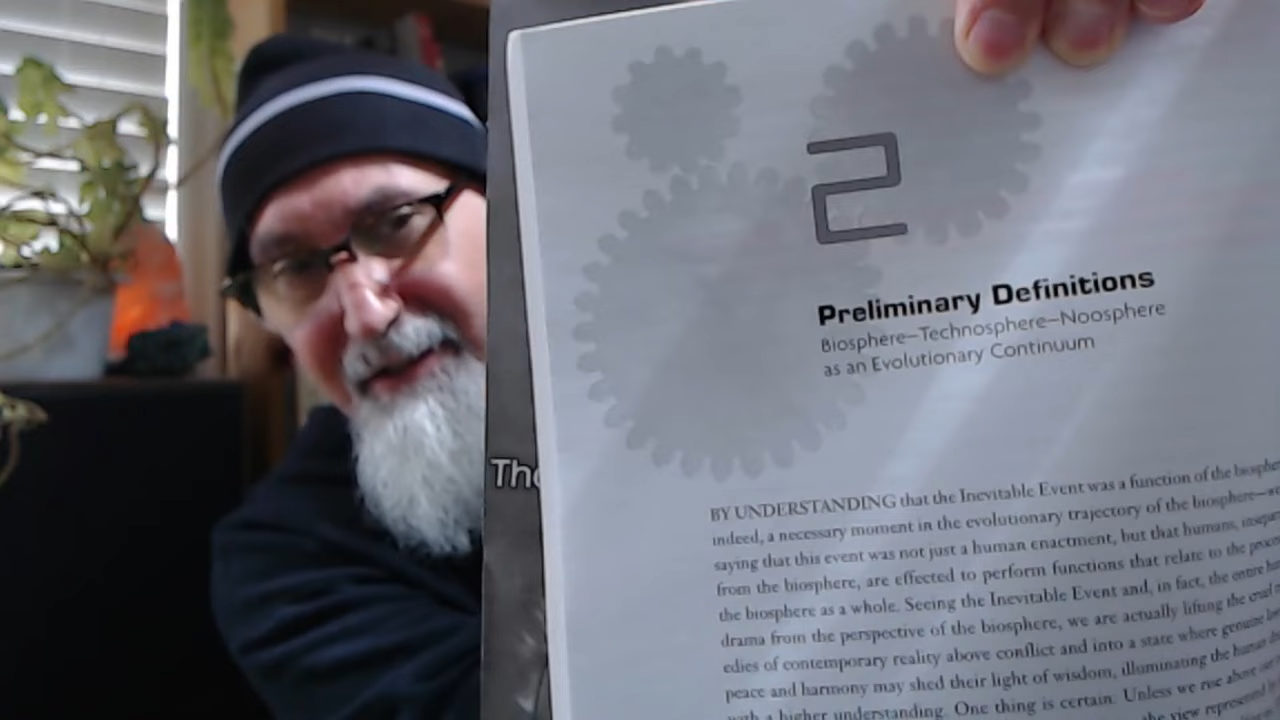 2
Preliminary Definitions
Biosphere—Technosphere—Noosphere
as an Evolutionary Continuum
BY UNDERSTANDING that the Inevitable Event was a function of the
indeed, a necessary moment in the evolutionary trajectory of the biosphere—
saying that this event was not just a human enactment, but that humans,
from the biosphere, are effected to perform functions that relate to the
the biosphere as a whole. Seeing the Inevitable Event and, in fact, the entire
drama from the perspective of the biosphere, we are actually lifting the
edies of contemporary reality above conflict and into a state where genuine
peace and harmony may shed their light of wisdom, illuminating the human
with a higher understanding. One thing is certain. Unless we rise above
the view represented
The